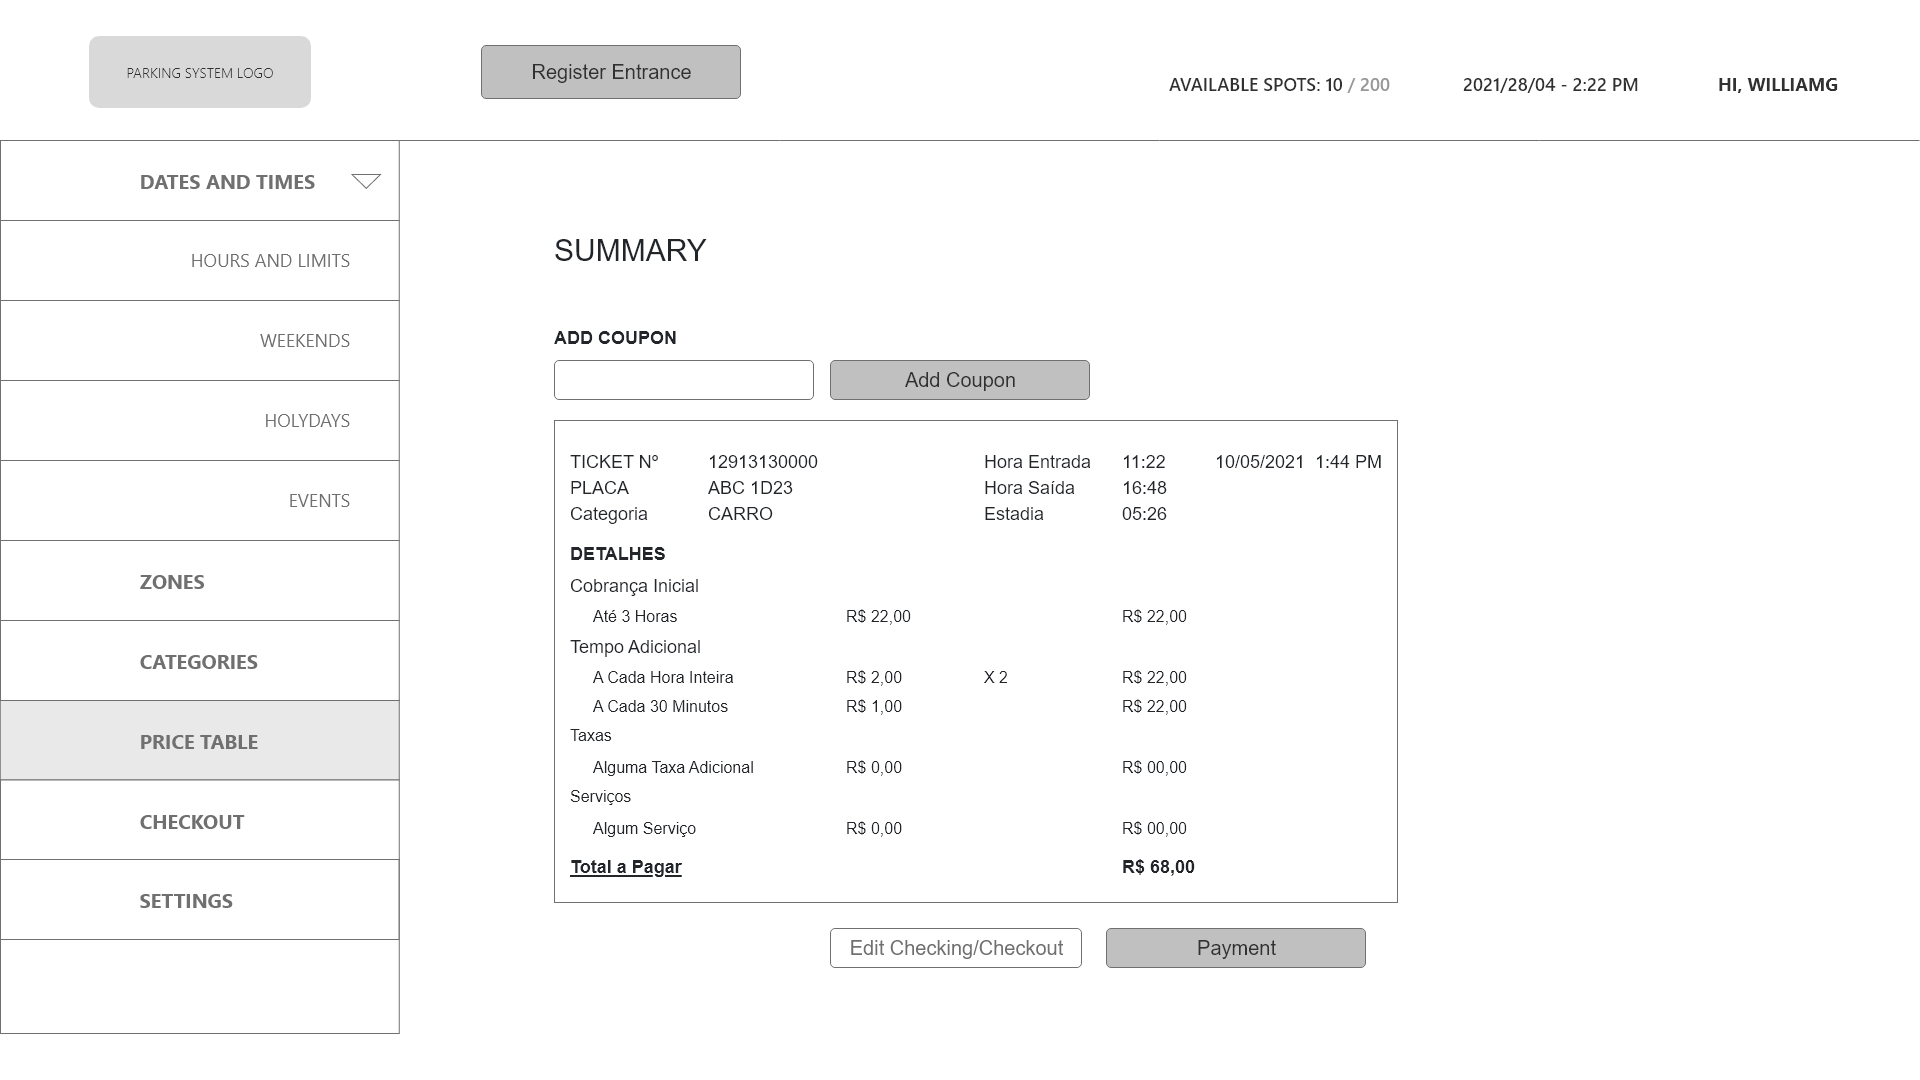 PARKING SYSTEM LOGO
Register Entrance
AVAILABLE SPOTS: 10 / 200
2021/28/04 - 2:22 PM
HI, WILLIAMG
DATES AND TIMES
HOURS AND LIMITS
WEEKENDS
HOLYDAYS
EVENTS
ZONES
CATEGORIES
PRICE TABLE
CHECKOUT
SETTINGS
SUMMARY
ADD COUPON
Add Coupon
TICKET Nº 12913130000 Hora Entrada 11:22 10/05/2021 1:44 PM
PLACA ABC 1D23 Hora Saída 16:48
Categoria CARRO Estadia 05:26
DETALHES
Cobrança Inicial
Até 3 Horas R$ 22,00 R$ 22,00
Tempo Adicional
A Cada Hora Inteira R$ 2,00 X 2 R$ 22,00
A Cada 30 Minutos R$ 1,00 R$ 22,00
Taxas
Alguma Taxa Adicional R$ 0,00 R$ 00,00
Serviços
Algum Serviço R$ 0,00 R$ 00,00
Total a Pagar R$ 68,00
Edit Checking/Checkout
Payment